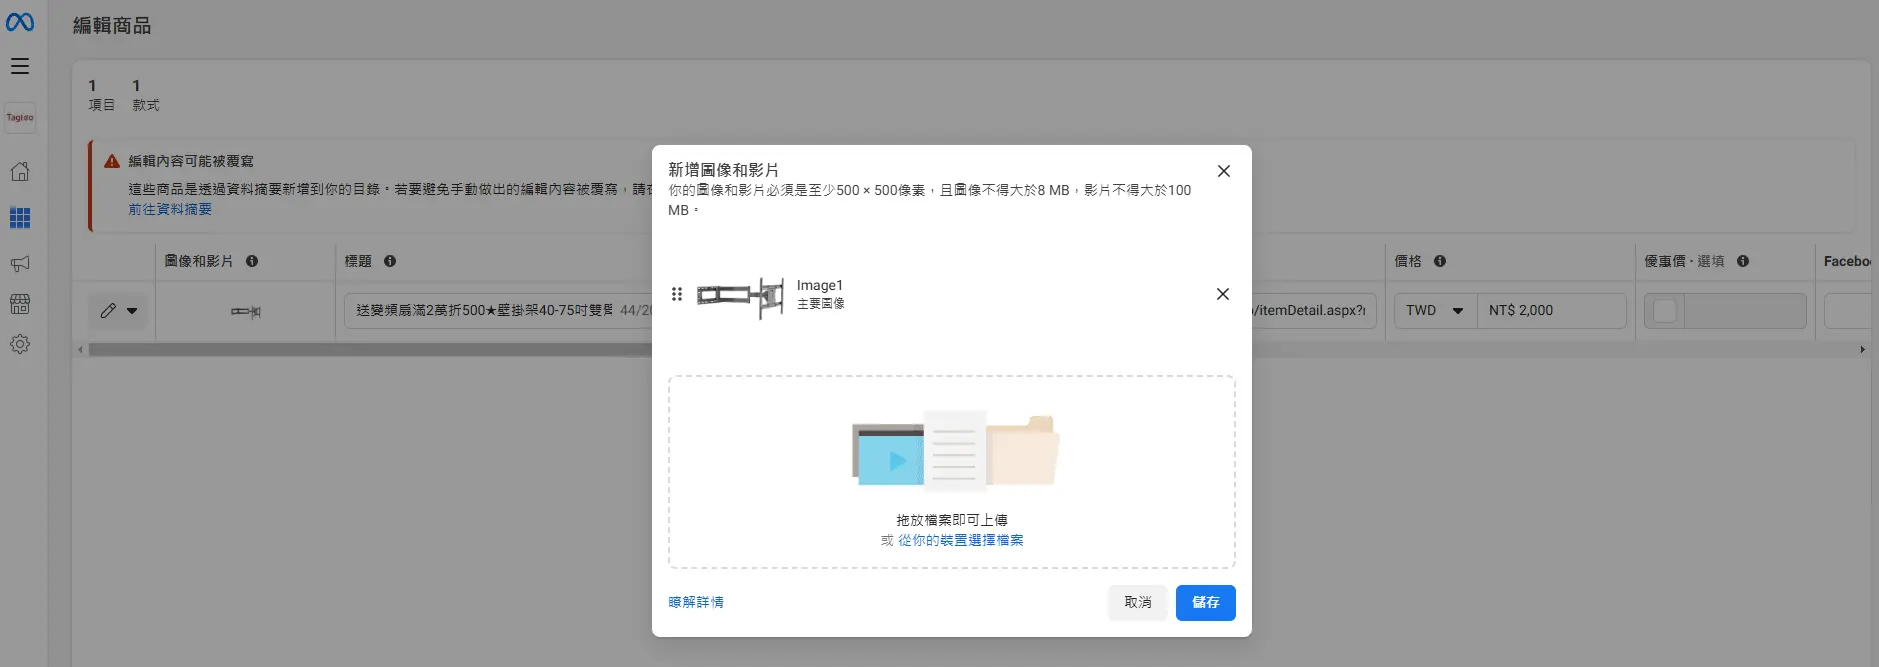 編輯商品
1 1
項目 款式
Tagtoo
編輯內容可能被覆寫
這些商品是透過資料摘要新增到你的目錄。若要避免手動做出的編輯內容被覆寫，請在
前往資料摘要
圖像和影片 標題 價格 優惠價・選填 Facebo
送變頻扇滿2萬折500★壁掛架40-75吋雙臂 44/20 /itemDetail.aspx? TWD NT$ 2,000
新增圖像和影片
你的圖像和影片必須是至少500 × 500像素，且圖像不得大於8 MB，影片不得大於100
MB。
Image1
主要圖像
拖放檔案即可上傳
或 從你的裝置選擇檔案
瞭解詳情 取消 儲存